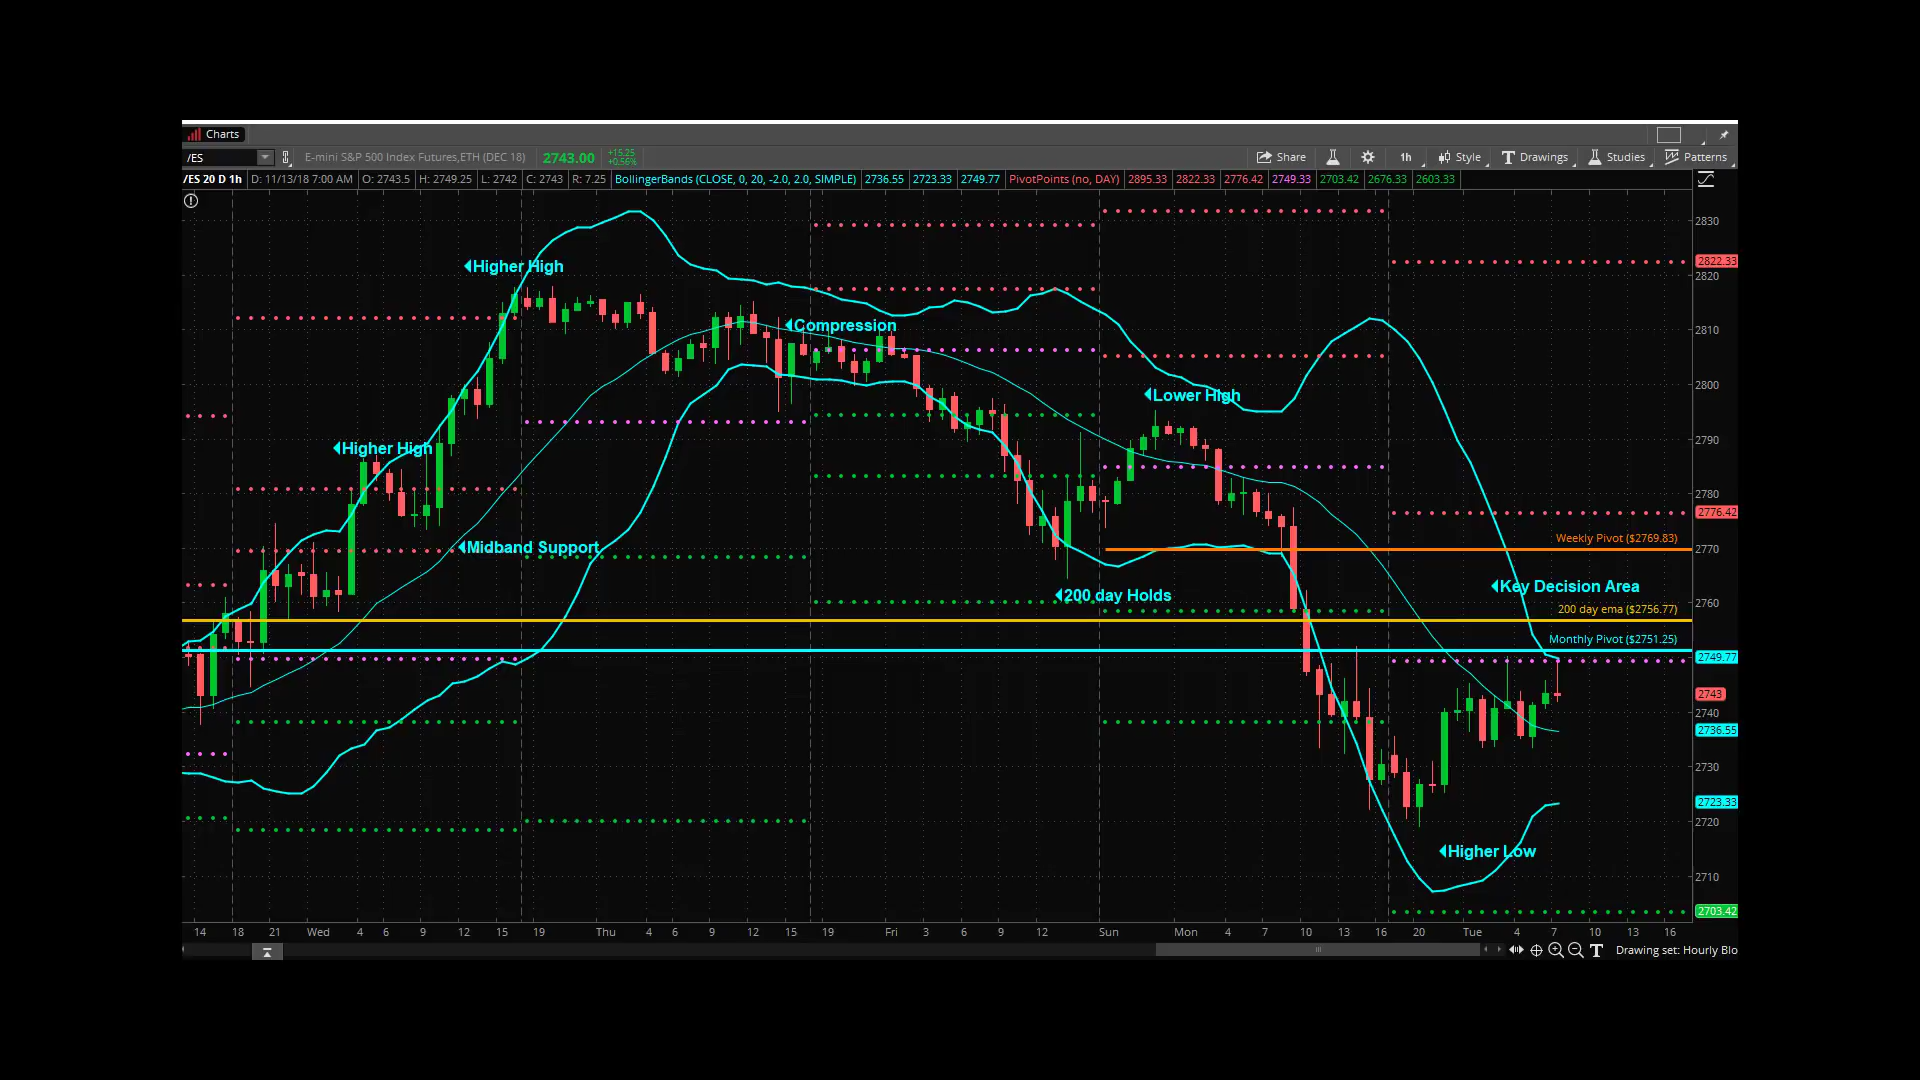 Charts
/ES E-mini S&P 500 Index Futures,ETH (DEC 18) 2743.00 +15.25 +0.56% Share 1h Style Drawings Studies Patterns
/ES 20 D 1h D: 11/13/18 7:00 AM O: 2743.5 H: 2749.25 L: 2742 C: 2743 R: 7.25 BollingerBands (CLOSE, 0, 20, -2.0, 2.0, SIMPLE) 2736.55 2723.33 2749.77 PivotPoints (no, DAY) 2895.33 2822.33 2776.42 2749.33 2703.42 2676.33 2603.33
2830
2822.33
Higher High
2820
Compression
2810
2800
Lower High
2790
Higher High
2780
2776.42
Weekly Pivot ($2769.83)
Midband Support
2770
Key Decision Area
200 day Holds
2760
200 day ema ($2756.77)
Monthly Pivot ($2751.25)
2749.77
2743
2740
2736.55
2730
2723.33
2720
Higher Low
2710
2703.42
14 18 21 Wed 4 6 9 12 15 19 Thu 4 6 9 12 15 19 Fri 3 6 9 12 Sun Mon 4 7 10 13 16 20 Tue 4 7 10 13 16
T Drawing set: Hourly Blo